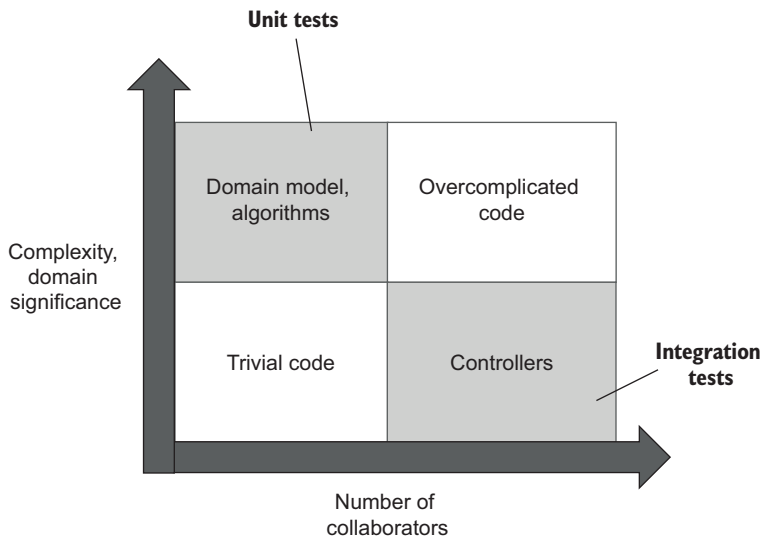 Unit tests
Domain model,
algorithms
Overcomplicated
code
Complexity,
domain
significance
Trivial code
Controllers
Integration
tests
Number of
collaborators